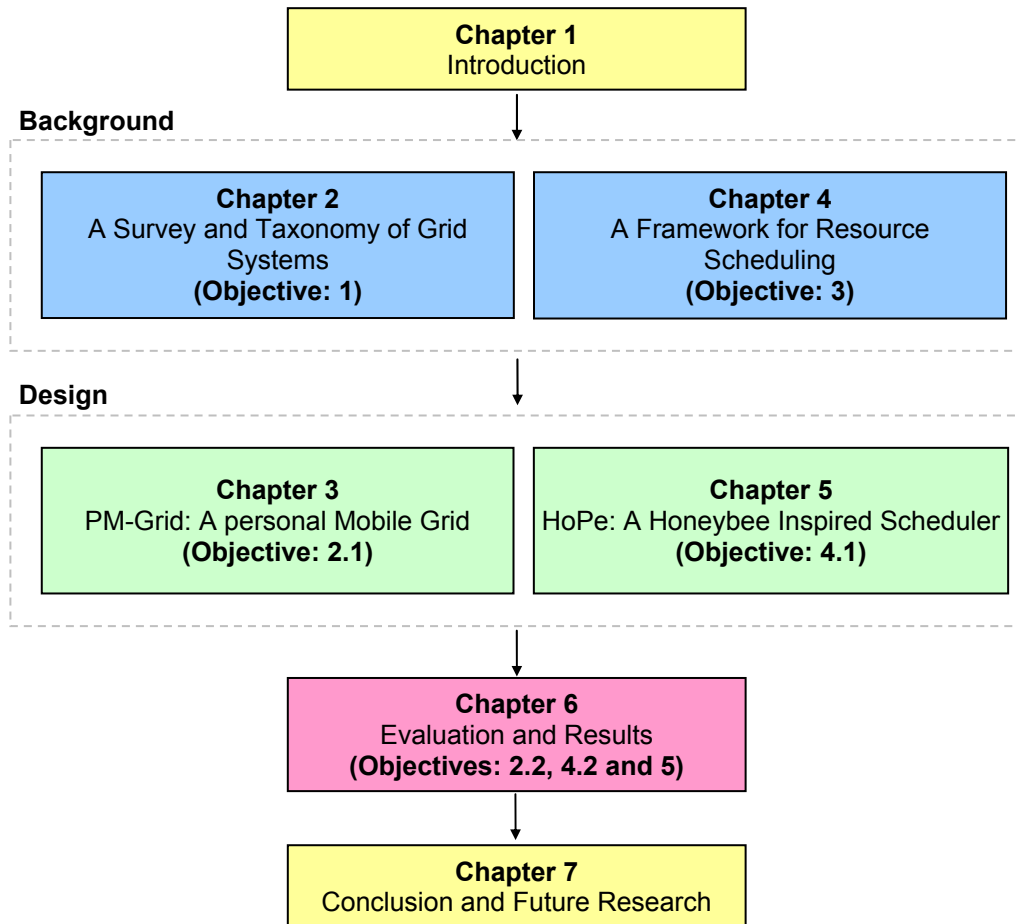 Chapter 1
Introduction
Background
Chapter 2
A Survey and Taxonomy of Grid
Systems
(Objective: 1)
Chapter 4
A Framework for Resource
Scheduling
(Objective: 3)
Design
Chapter 3
PM-Grid: A personal Mobile Grid
(Objective: 2.1)
Chapter 5
HoPe: A Honeybee Inspired Scheduler
(Objective: 4.1)
Chapter 6
Evaluation and Results
(Objectives: 2.2, 4.2 and 5)
Chapter 7
Conclusion and Future Research